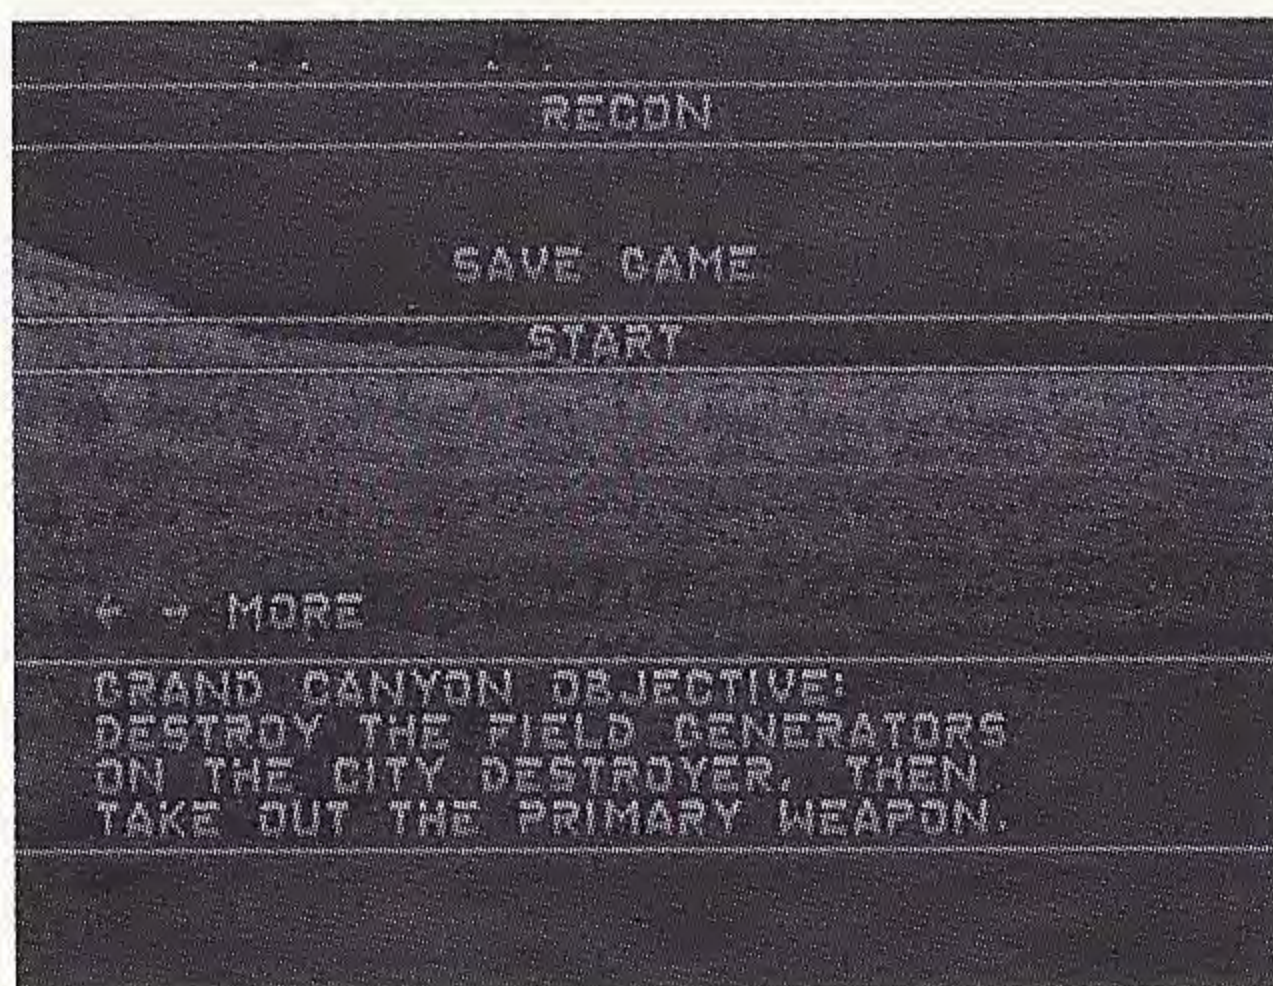 RECON
SAVE GAME
START
← → MORE
GRAND CANYON OBJECTIVE:
DESTROY THE FIELD GENERATORS
ON THE CITY DESTROYER, THEN
TAKE OUT THE PRIMARY WEAPON.